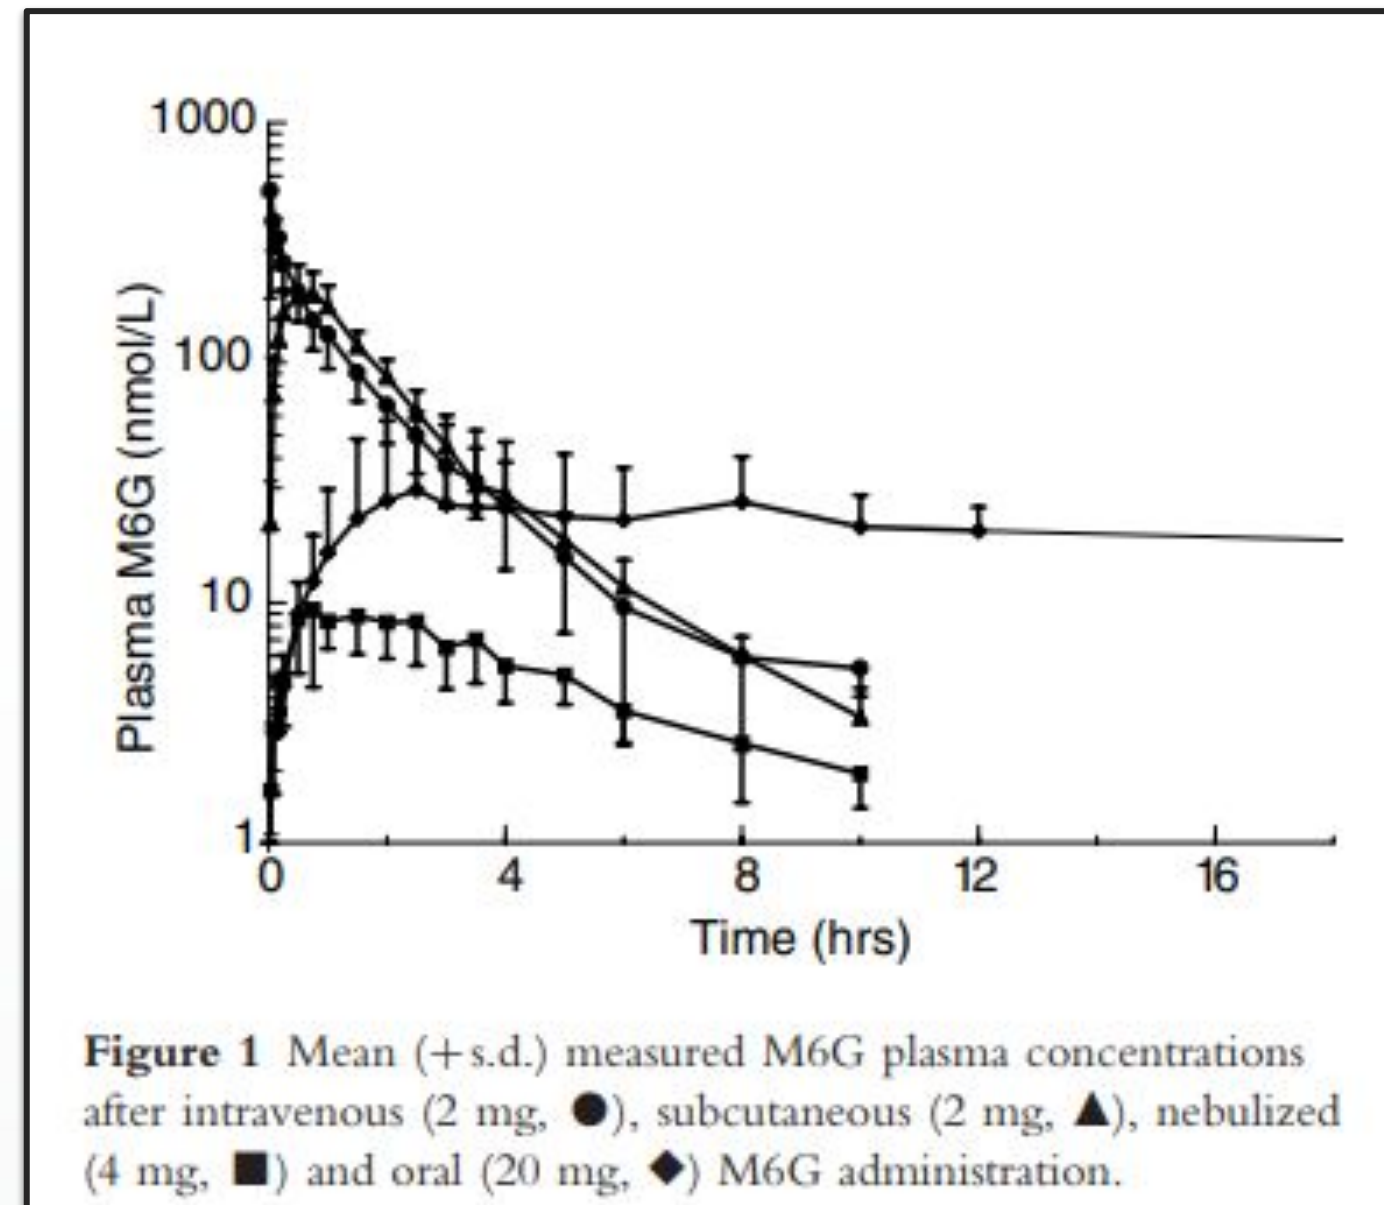 1000
100
10
1
Plasma M6G (nmol/L)
0 4 8 12 16
Time (hrs)
Figure 1 Mean (+s.d.) measured M6G plasma concentrations
after intravenous (2 mg, ●), subcutaneous (2 mg, ▲), nebulized
(4 mg, ■) and oral (20 mg, ◆) M6G administration.